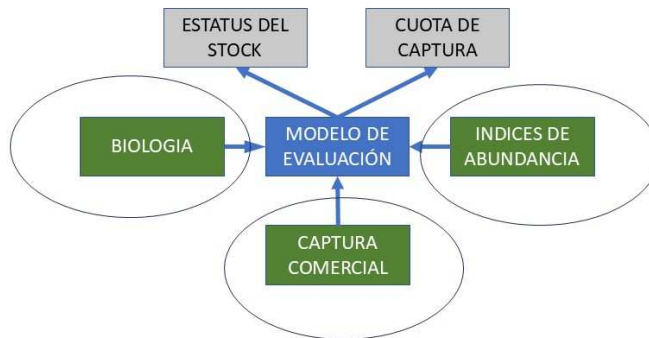 ESTATUS DEL
STOCK
CUOTA DE
CAPTURA
BIOLOGIA
MODELO DE
EVALUACIÓN
INDICES DE
ABUNDANCIA
CAPTURA
COMERCIAL